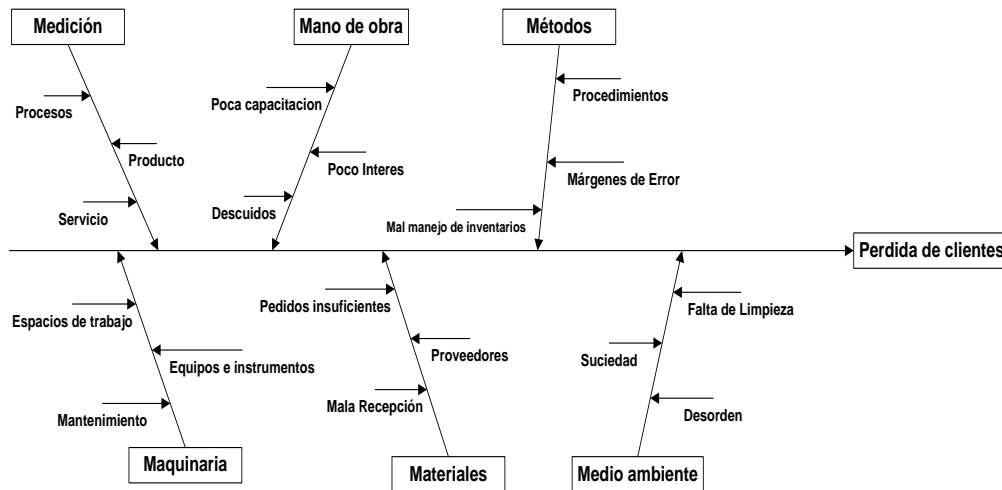 Medición
Mano de obra
Métodos
Procesos
Producto
Servicio
Poca capacitacion
Poco Interes
Descuidos
Procedimientos
Márgenes de Error
Mal manejo de inventarios
Perdida de clientes
Espacios de trabajo
Equipos e instrumentos
Mantenimiento
Pedidos insuficientes
Proveedores
Mala Recepción
Falta de Limpieza
Suciedad
Desorden
Maquinaria
Materiales
Medio ambiente